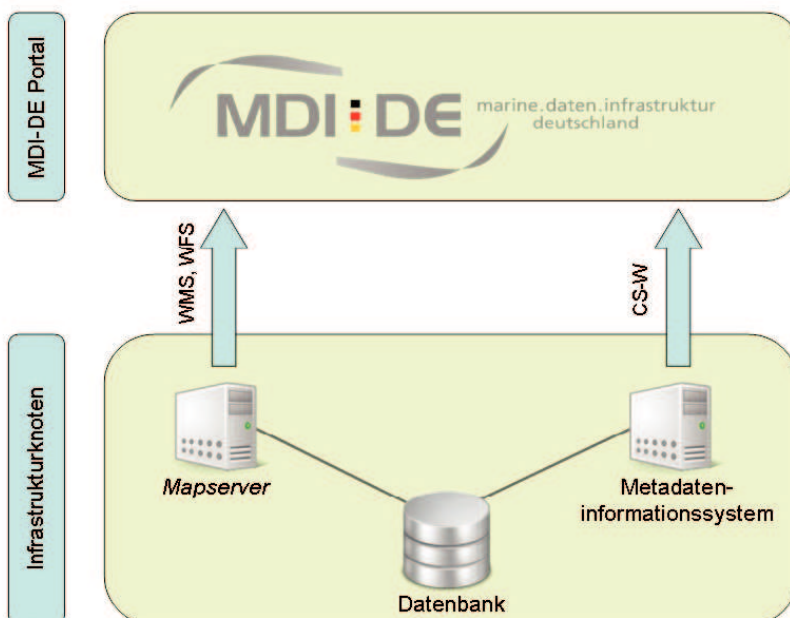 MDI-DE Portal
MDI:DE
marine.daten.infrastruktur
deutschland
WMS, WFS
CS-W
Infrastrukturknoten
Mapserver
Metadaten-
informationssystem
Datenbank